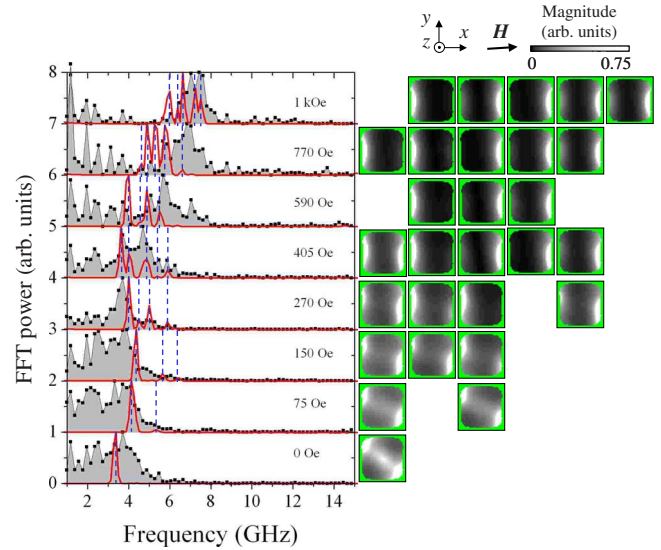 y
z
x
H
Magnitude
(arb. units)
0
0.75
FFT power (arb. units)
8
7
6
5
4
3
2
1
0
1 kOe
770 Oe
590 Oe
405 Oe
270 Oe
150 Oe
75 Oe
0 Oe
2 4 6 8 10 12 14
Frequency (GHz)